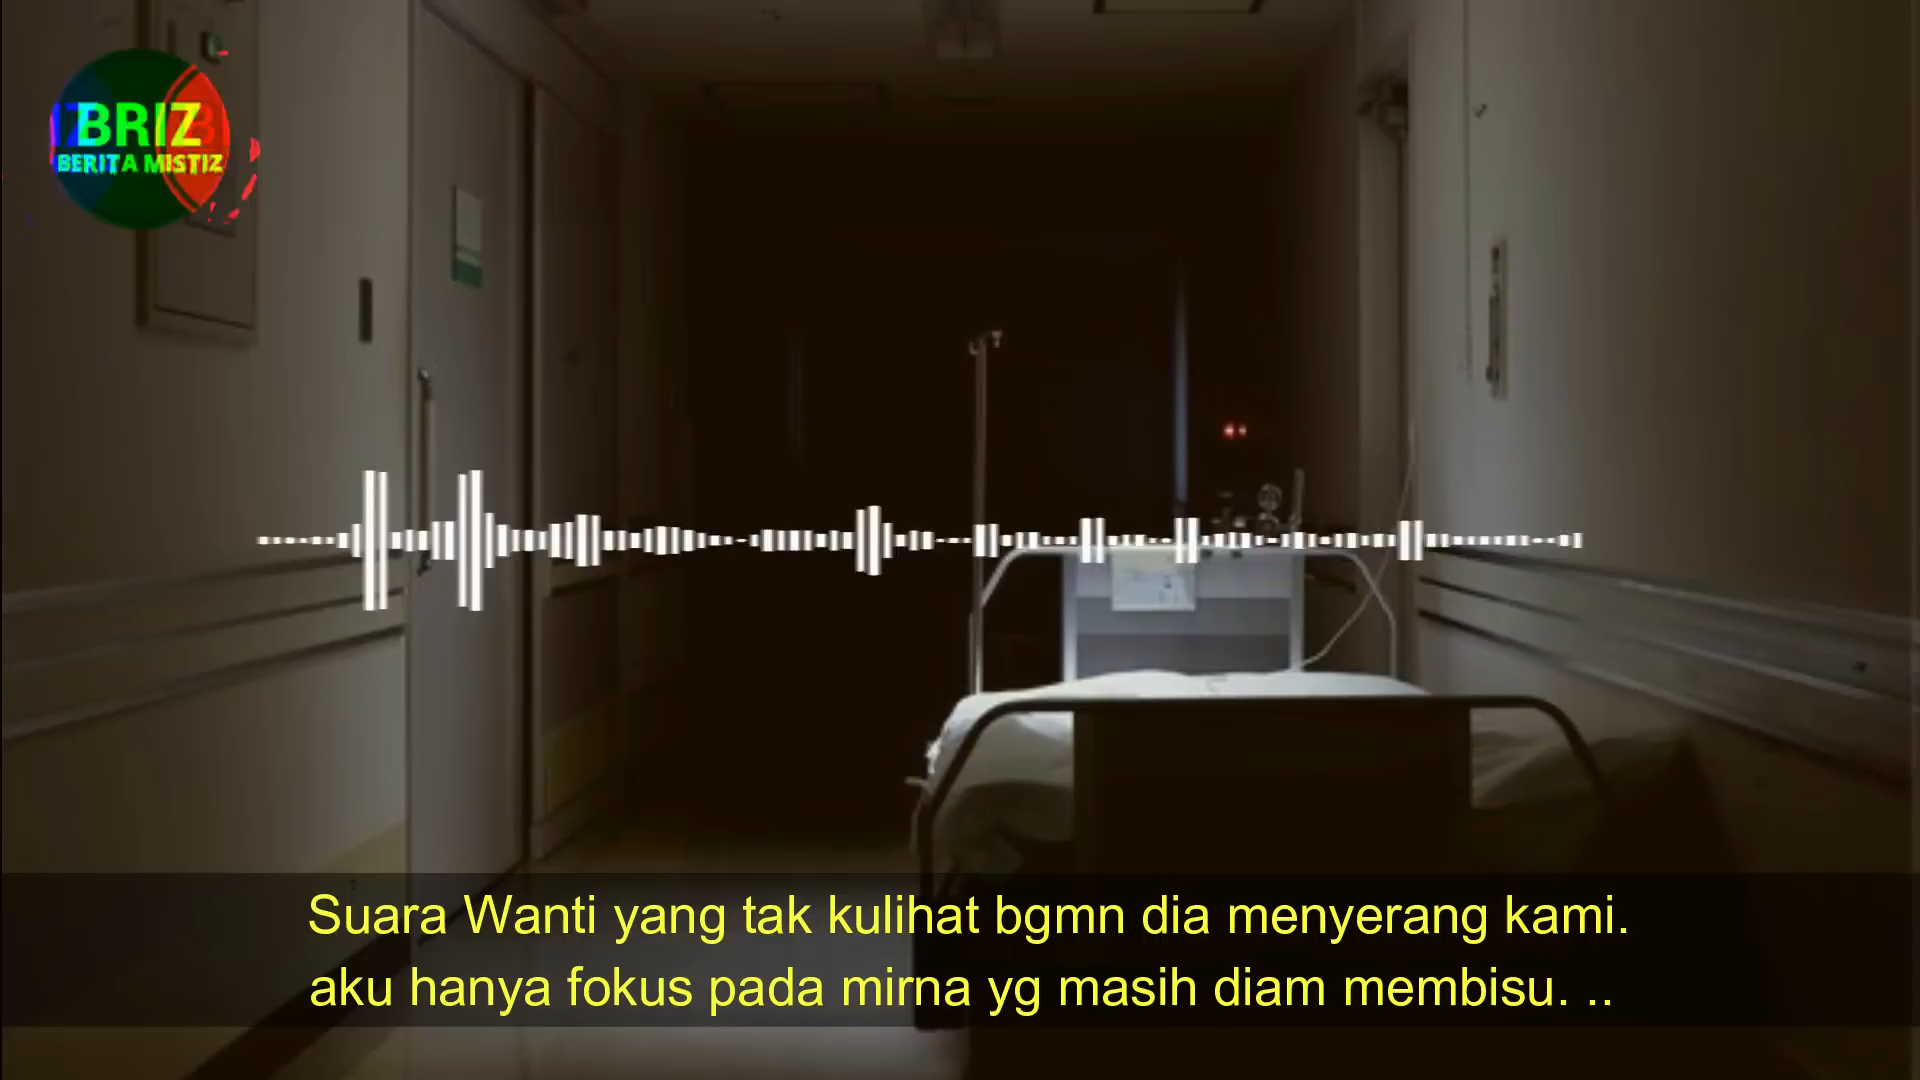 BRIZ
BERITA MISTIZ
Suara Wanti yang tak kulihat bgmn dia menyerang kami.
aku hanya fokus pada mirna yg masih diam membisu. ..